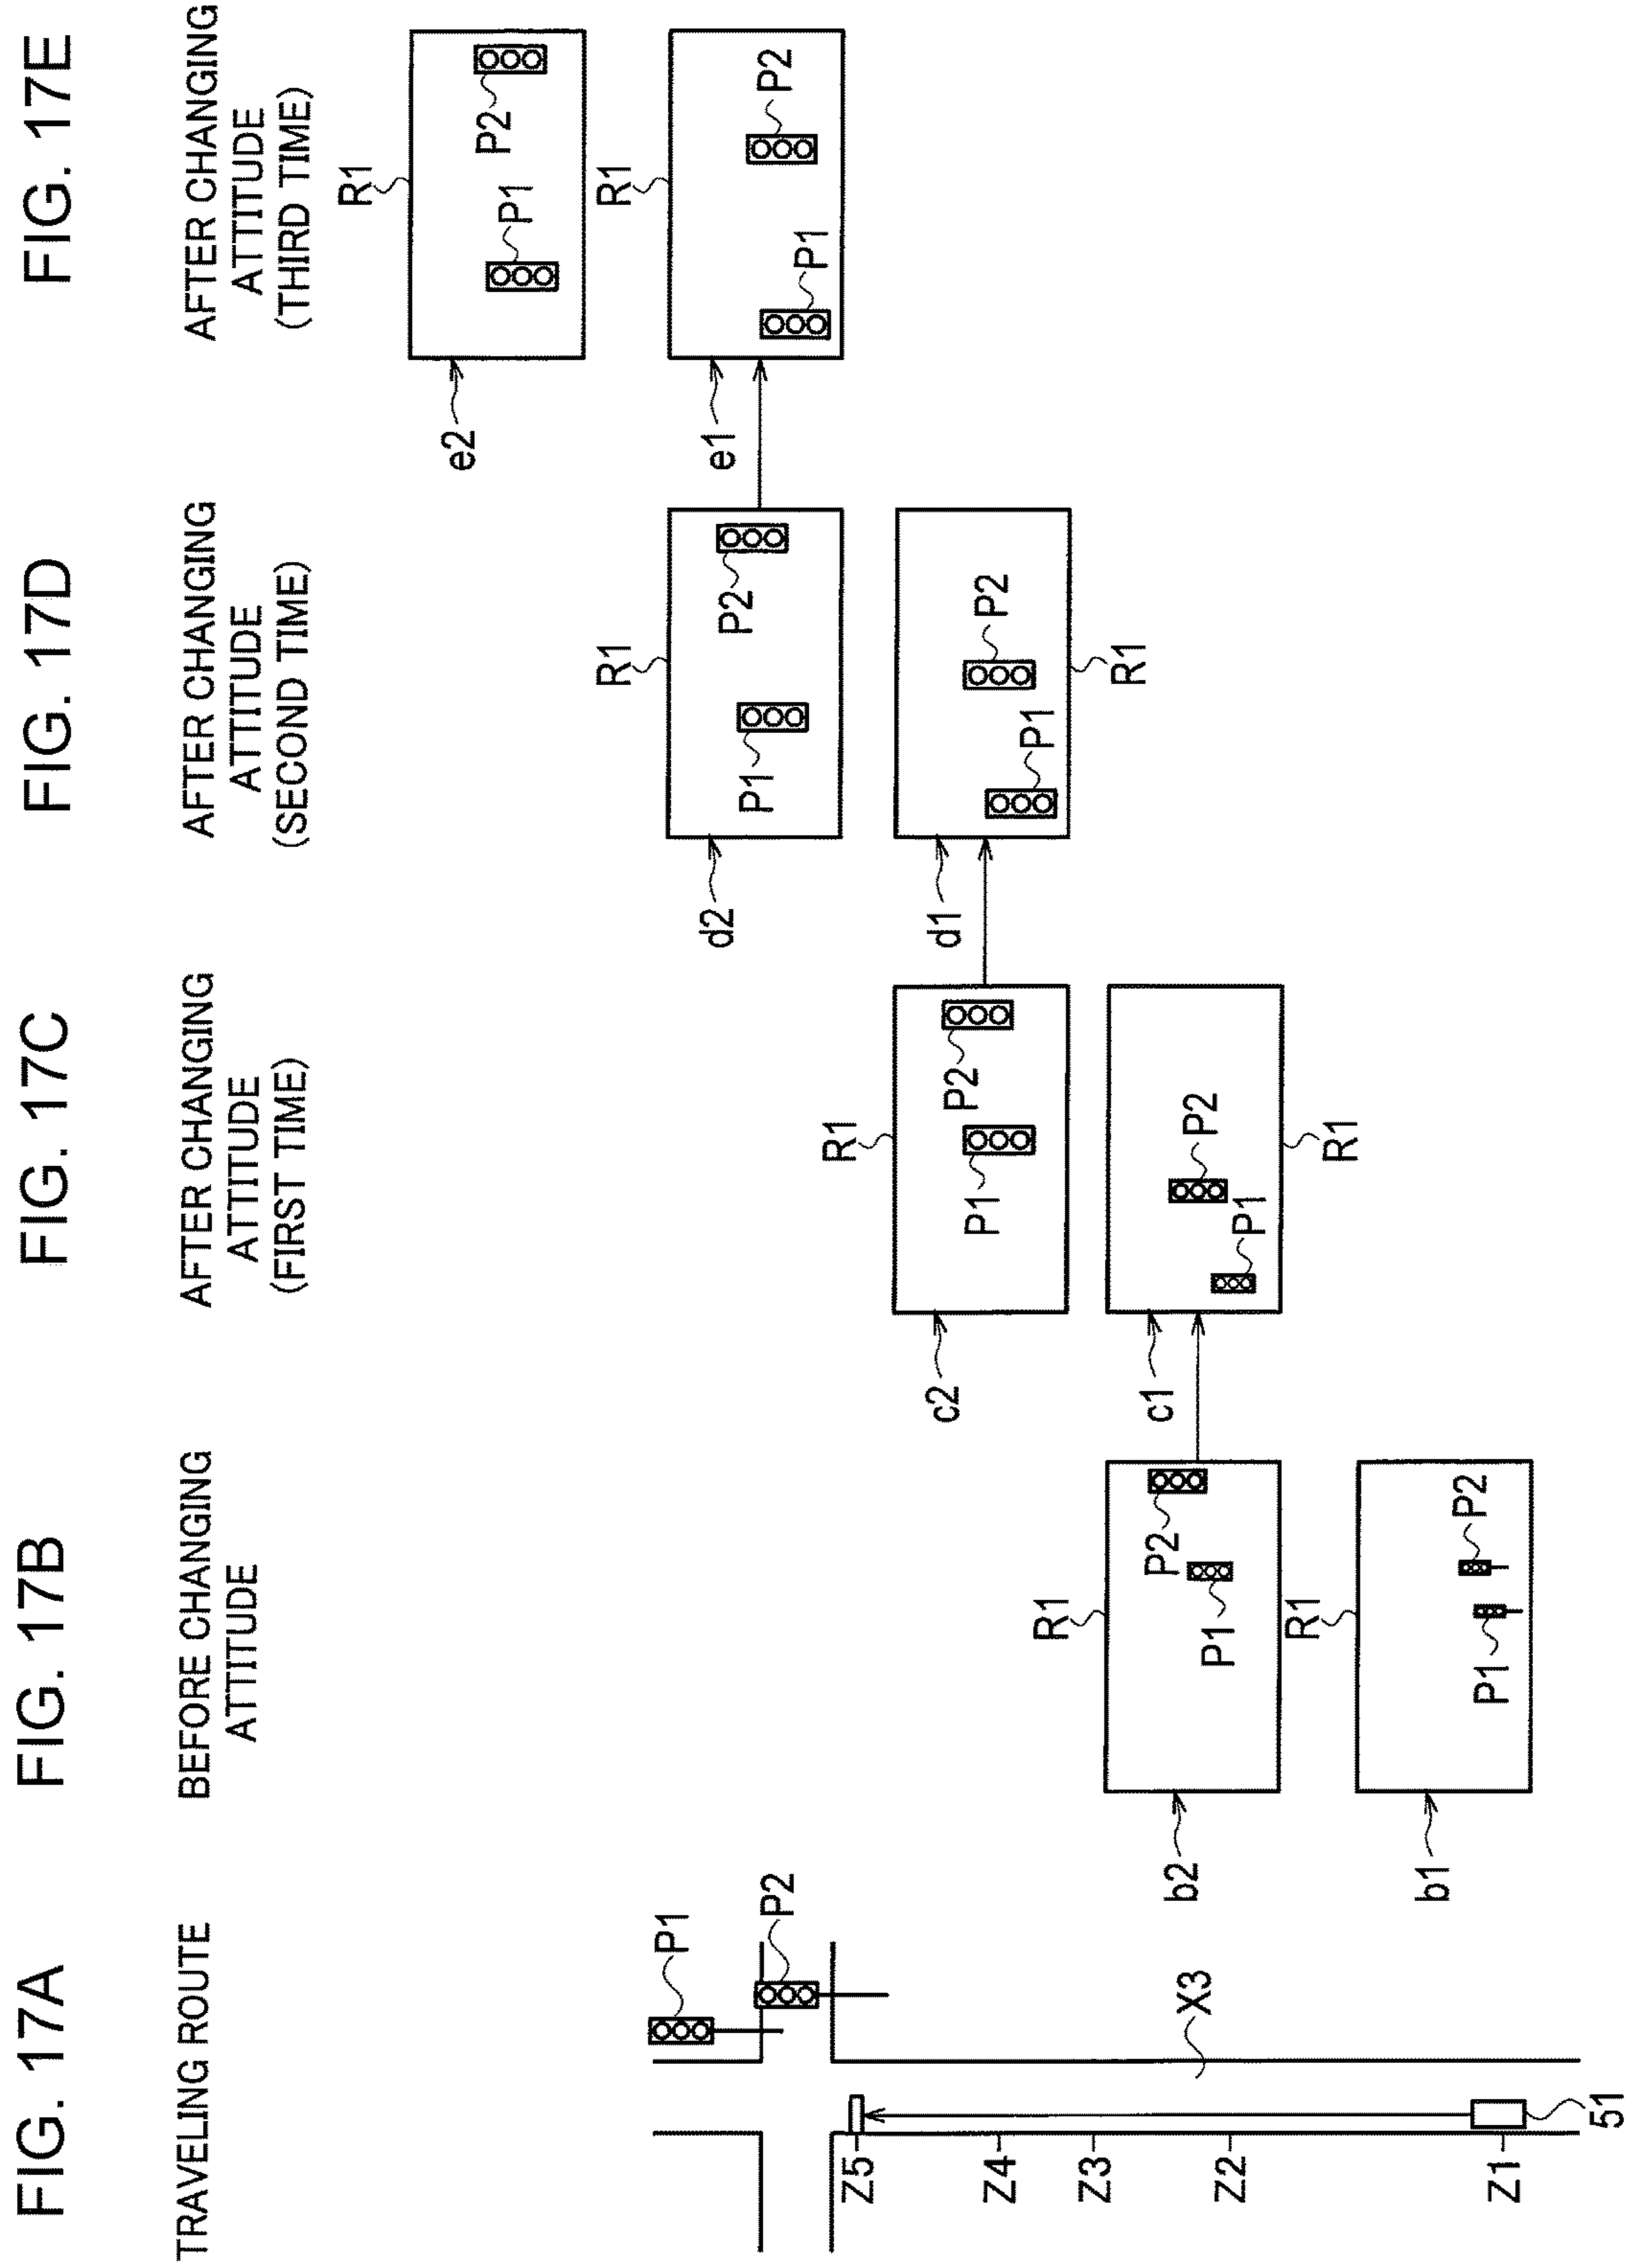 FIG. 17A
TRAVELING ROUTE
P1
P2
X3
Z5
Z4
Z3
Z2
Z1
51
FIG. 17B
BEFORE CHANGING
ATTITUDE
R1
P2
P1
b2
R1
P2
P1
b1
FIG. 17C
AFTER CHANGING
ATTITUDE
(FIRST TIME)
R1
P2
P1
c2
P2
P1
R1
c1
FIG. 17D
AFTER CHANGING
ATTITUDE
(SECOND TIME)
R1
P2
P1
d2
P2
P1
R1
d1
FIG. 17E
AFTER CHANGING
ATTITUDE
(THIRD TIME)
R1
P2
P1
e2
R1
P2
P1
e1